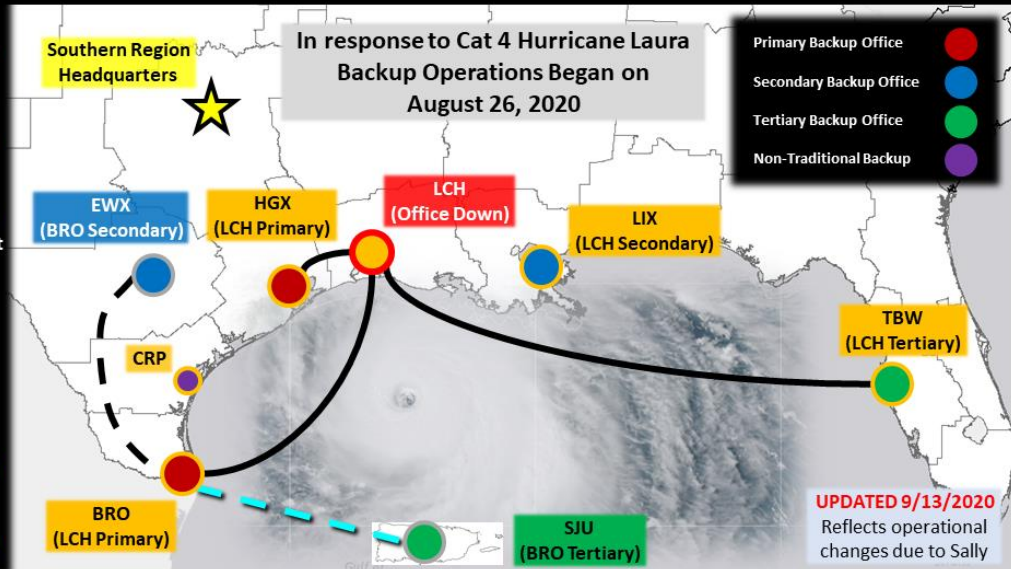 Southern Region
Headquarters
In response to Cat 4 Hurricane Laura
Backup Operations Began on
August 26, 2020
Primary Backup Office
Secondary Backup Office
Tertiary Backup Office
Non-Traditional Backup
EWX
(BRO Secondary)
HGX
(LCH Primary)
LCH
(Office Down)
LIX
(LCH Secondary)
TBW
(LCH Tertiary)
CRP
BRO
(LCH Primary)
SJU
(BRO Tertiary)
UPDATED 9/13/2020
Reflects operational
changes due to Sally